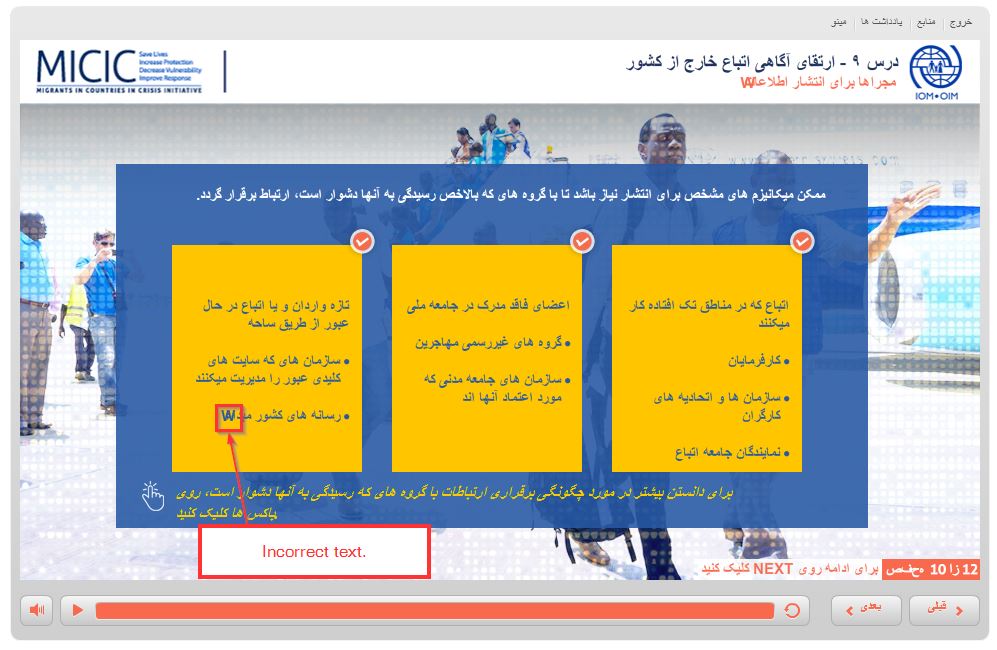 خروج
منابع
یادداشت ها
مینو
MICIC
Save Lives
Increase Protection
Decrease Vulnerability
Improve Response
MIGRANTS IN COUNTRIES IN CRISIS INITIATIVE
درس ۹ - ارتقای آگاهی اتباع خارج از کشور
مجراها برای انتشار
IOM•OIM
ممکن میکانیزم های مشخص برای انتشار نیاز باشد تا با گروه های که بالاخص رسیدگی به آنها دشوار است، ارتباط برقرار گردد.
اتباع که در مناطق تک افتاده کار
میکنند
• کارفرمایان
• سازمان ها و اتحادیه های
کارگران
• نمایندگان جامعه اتباع
اعضای فاقد مدرک در جامعه ملی
• گروه های غیررسمی مهاجرین
• سازمان های جامعه مدنی که
مورد اعتماد آنها اند
تازه واردان و یا اتباع در حال
عبور از طریق ساحه
• سازمان های که سایت های
کلیدی عبور را مدیریت میکنند
• رسانه های کشور
برای دانستن بیشتر در مورد چگونگی برقراری ارتباطات با گروه های که رسیدگی به آنها دشوار است، روی
باکس ها کلیک کنید
Incorrect text.
برای ادامه روی NEXT کلیک کنید
12 زا 10
قبلی
بعدی